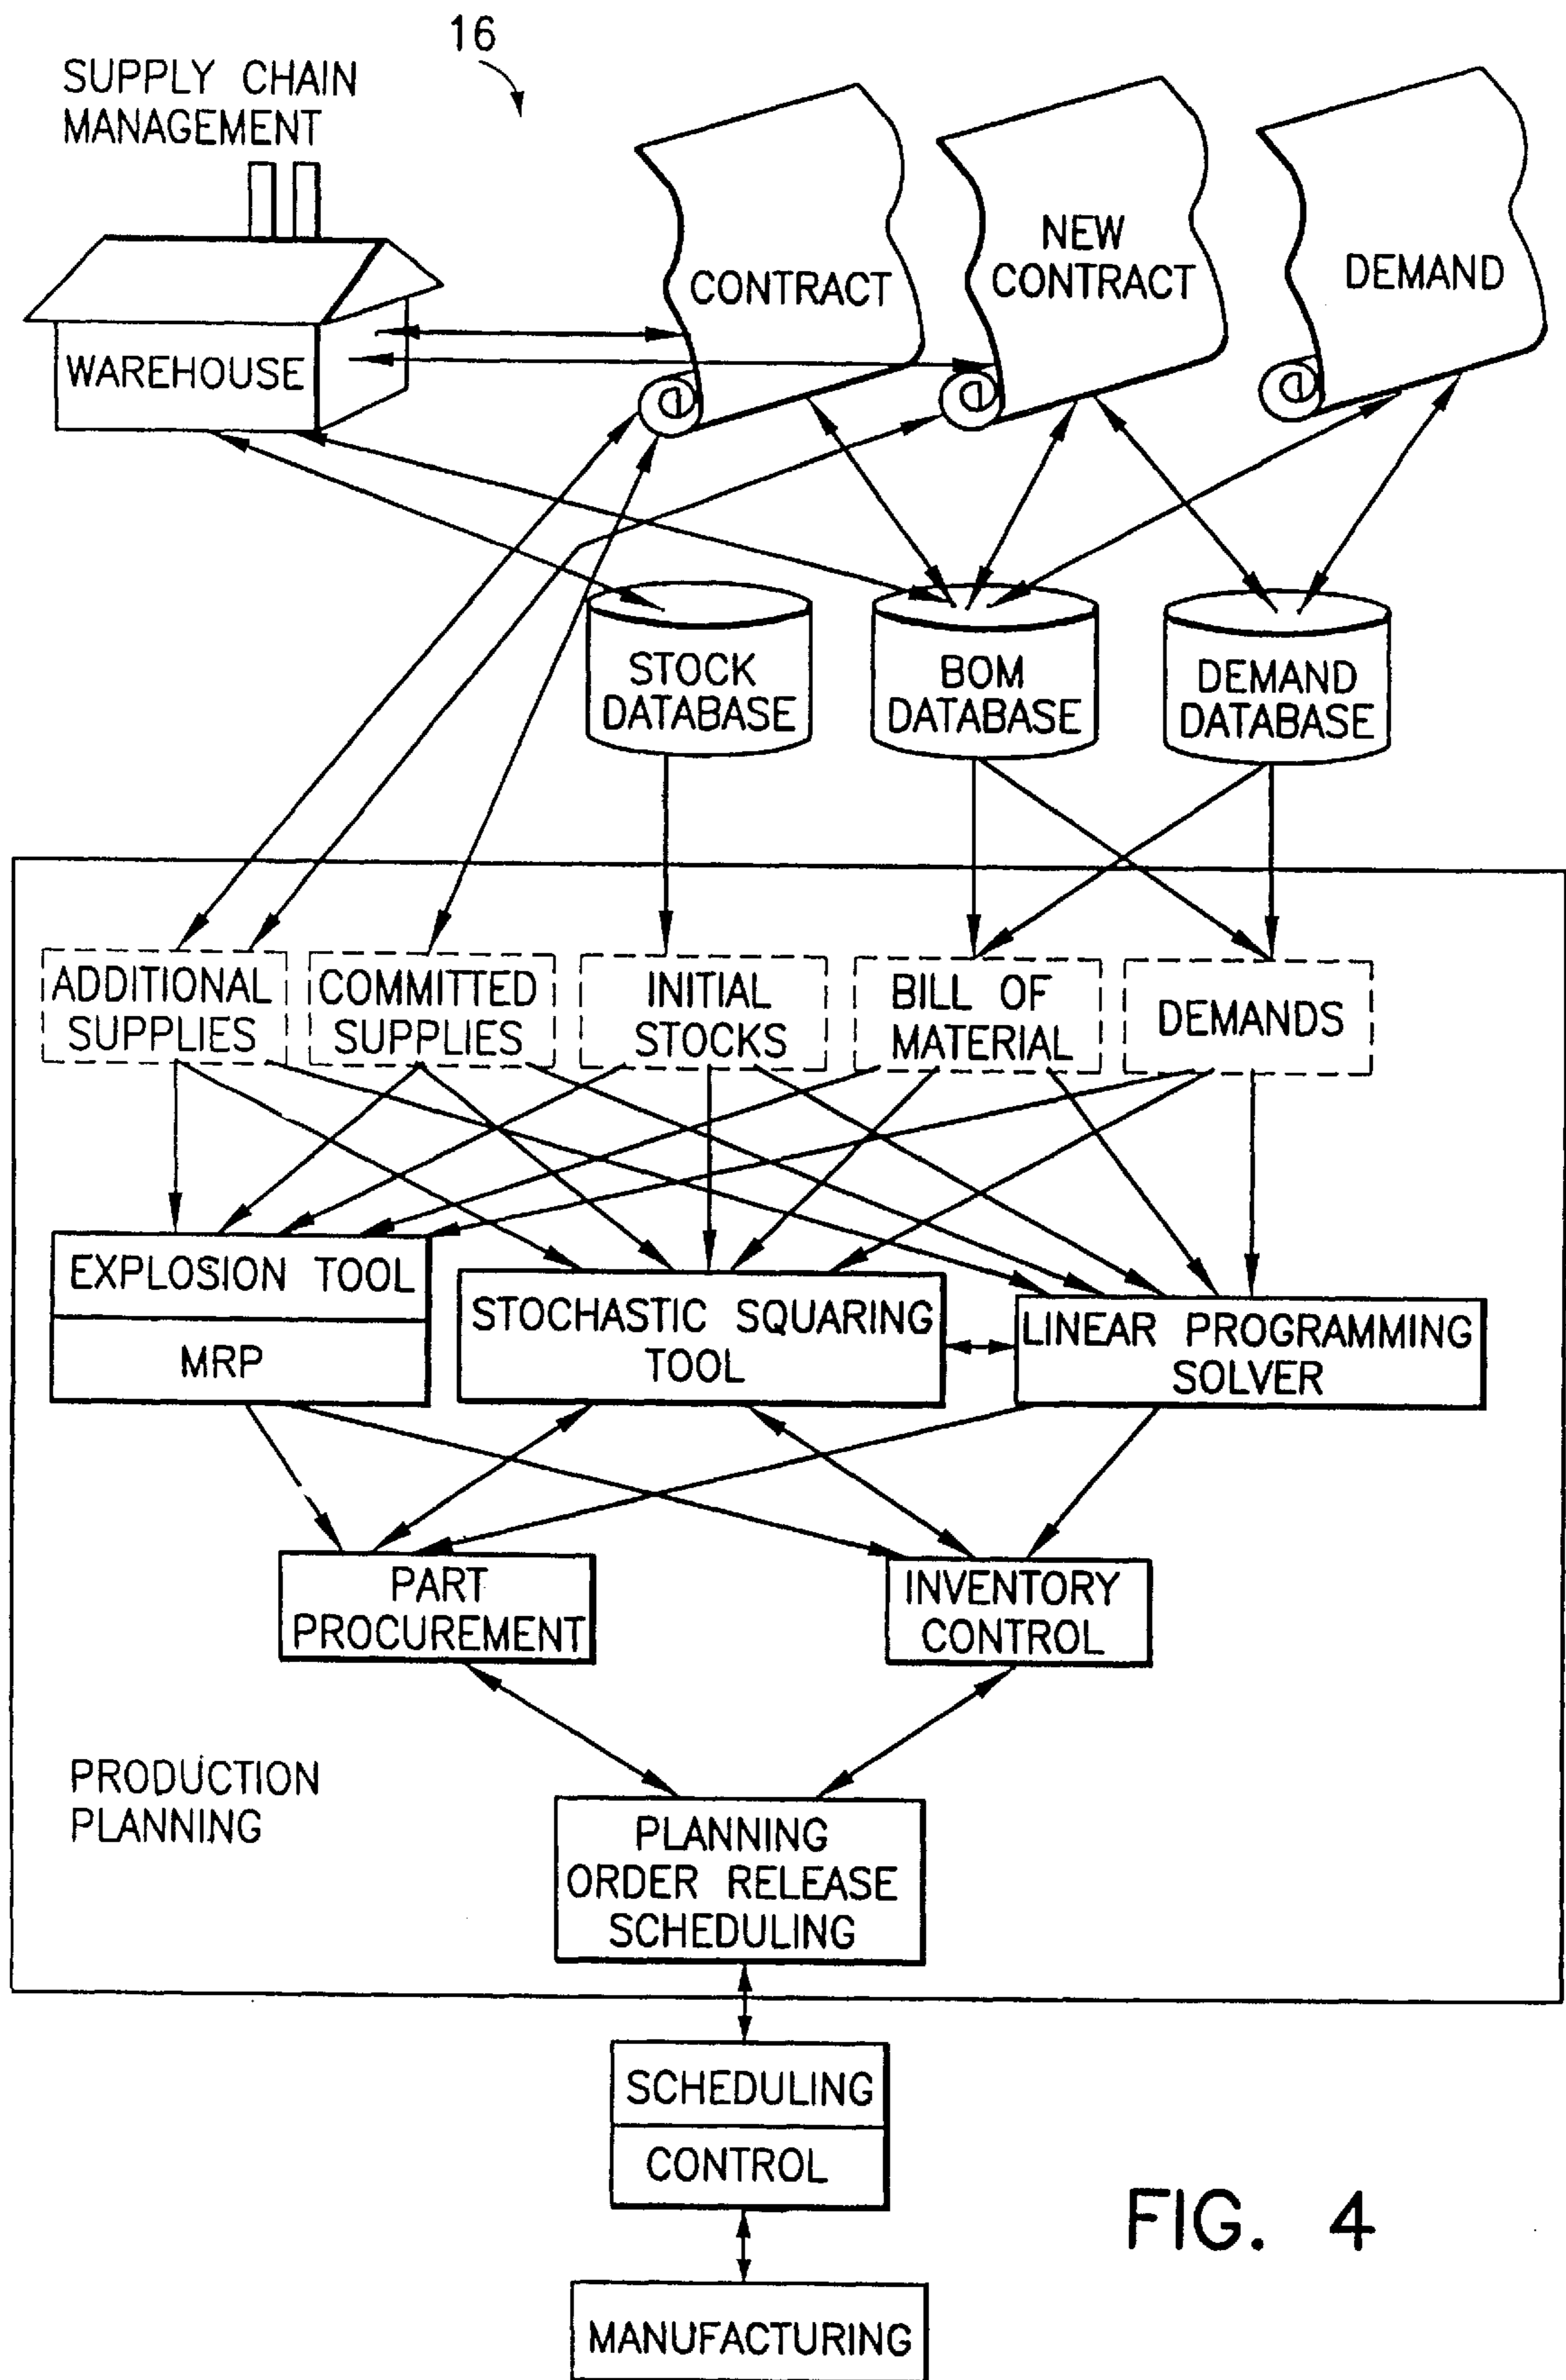 16
SUPPLY CHAIN
MANAGEMENT
WAREHOUSE
CONTRACT
NEW
CONTRACT
DEMAND
STOCK
DATABASE
BOM
DATABASE
DEMAND
DATABASE
ADDITIONAL
SUPPLIES
COMMITTED
SUPPLIES
INITIAL
STOCKS
BILL OF
MATERIAL
DEMANDS
EXPLOSION TOOL
MRP
STOCHASTIC SQUARING
TOOL
LINEAR PROGRAMMING
SOLVER
PART
PROCUREMENT
INVENTORY
CONTROL
PRODUCTION
PLANNING
PLANNING
ORDER RELEASE
SCHEDULING
SCHEDULING
CONTROL
MANUFACTURING
FIG. 4